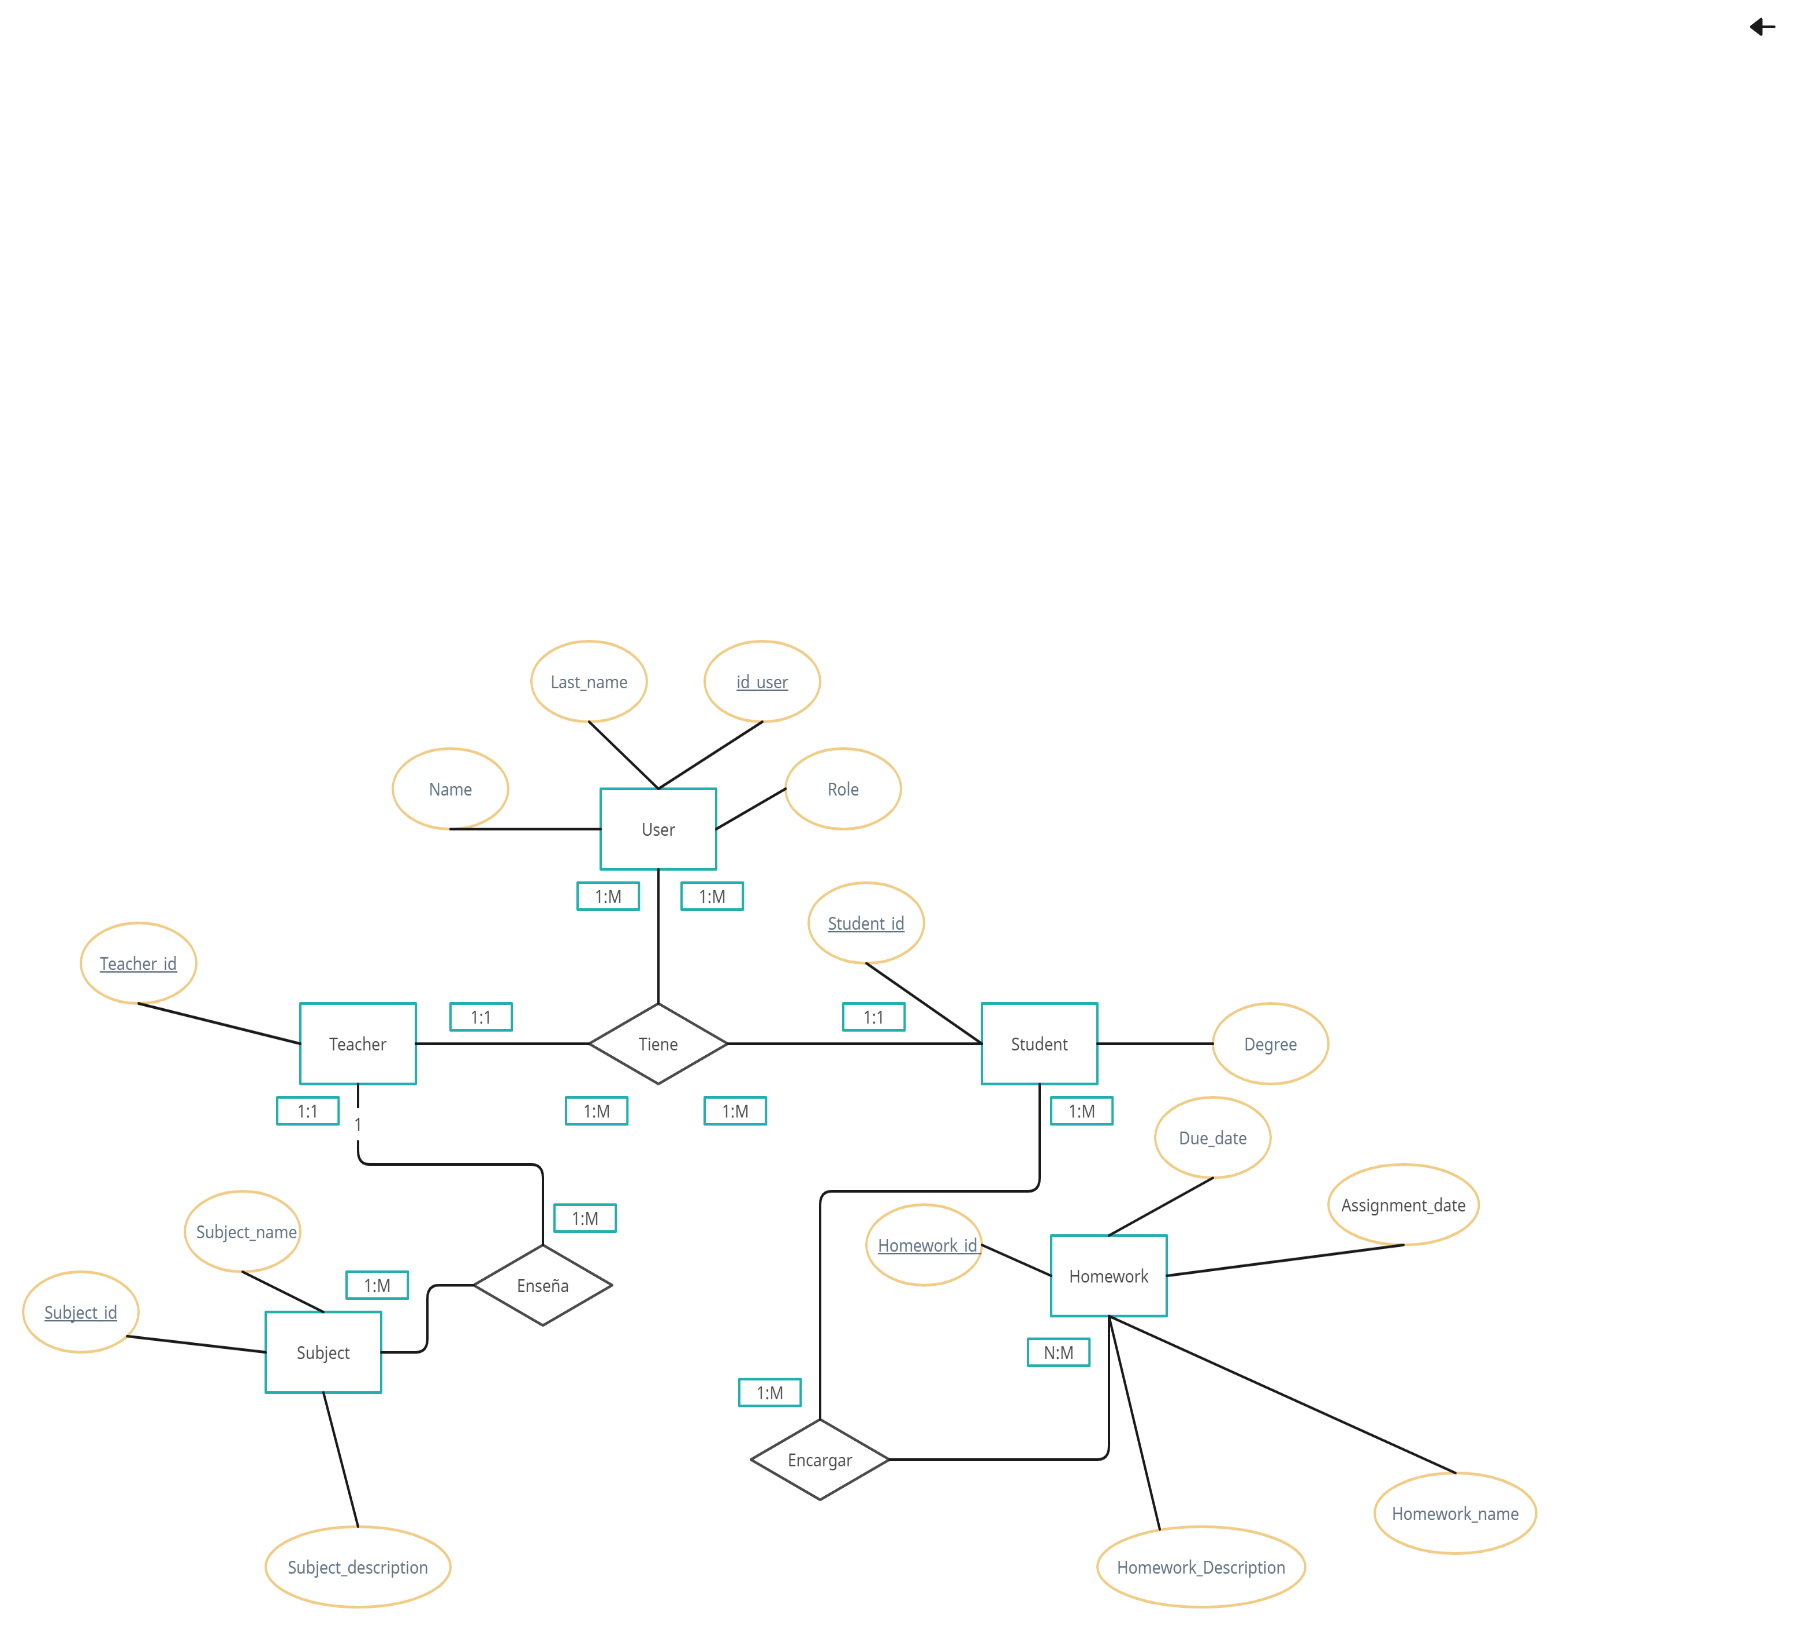 Last_name
id_user
Name
Role
User
1:M
1:M
Student_id
Teacher_id
1:1
1:1
Teacher
Tiene
Student
Degree
1:1
1
1:M
1:M
1:M
Due_date
Subject_name
1:M
Assignment_date
Homework_id
Subject_id
1:M
Enseña
Homework
Subject
N:M
1:M
Encargar
Homework_name
Subject_description
Homework_Description